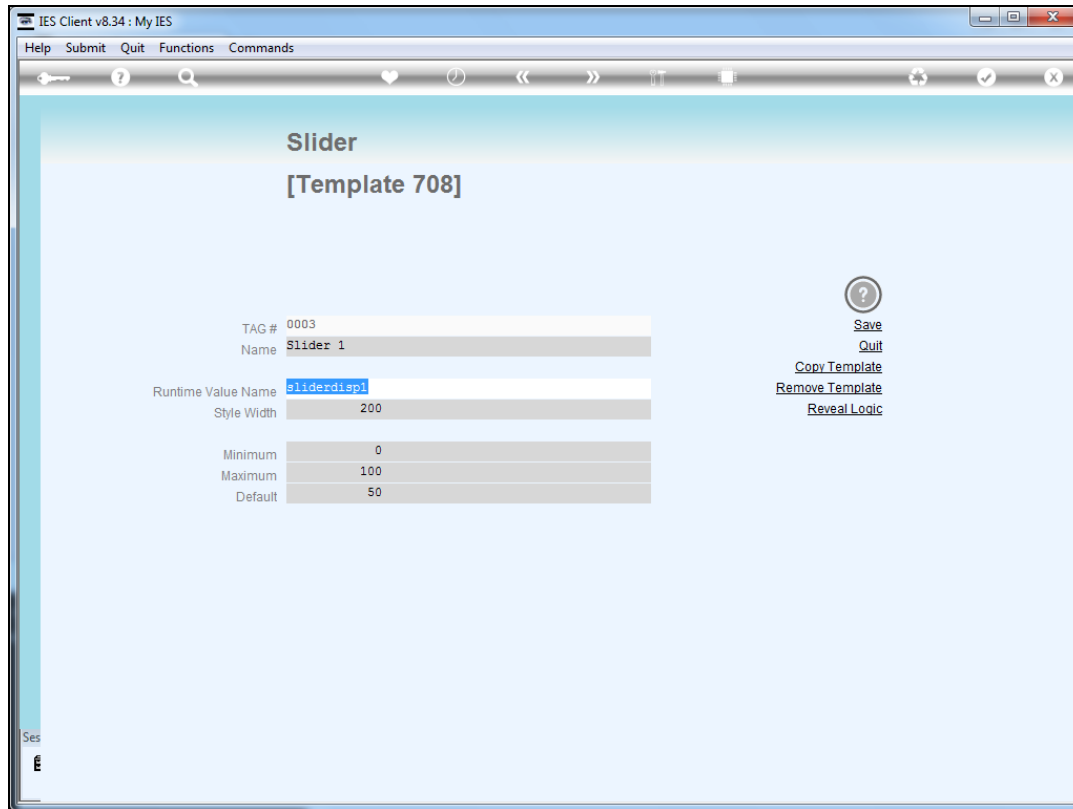 IES Client v8.34 : My IES
Help Submit Quit Functions Commands
Slider
[Template 708]
TAG # 0003
Save
Name Slider 1
Quit
Copy Template
Runtime Value Name sliderdisp1
Remove Template
Style Width 200
Reveal Logic
Minimum 0
Maximum 100
Default 50
Ses